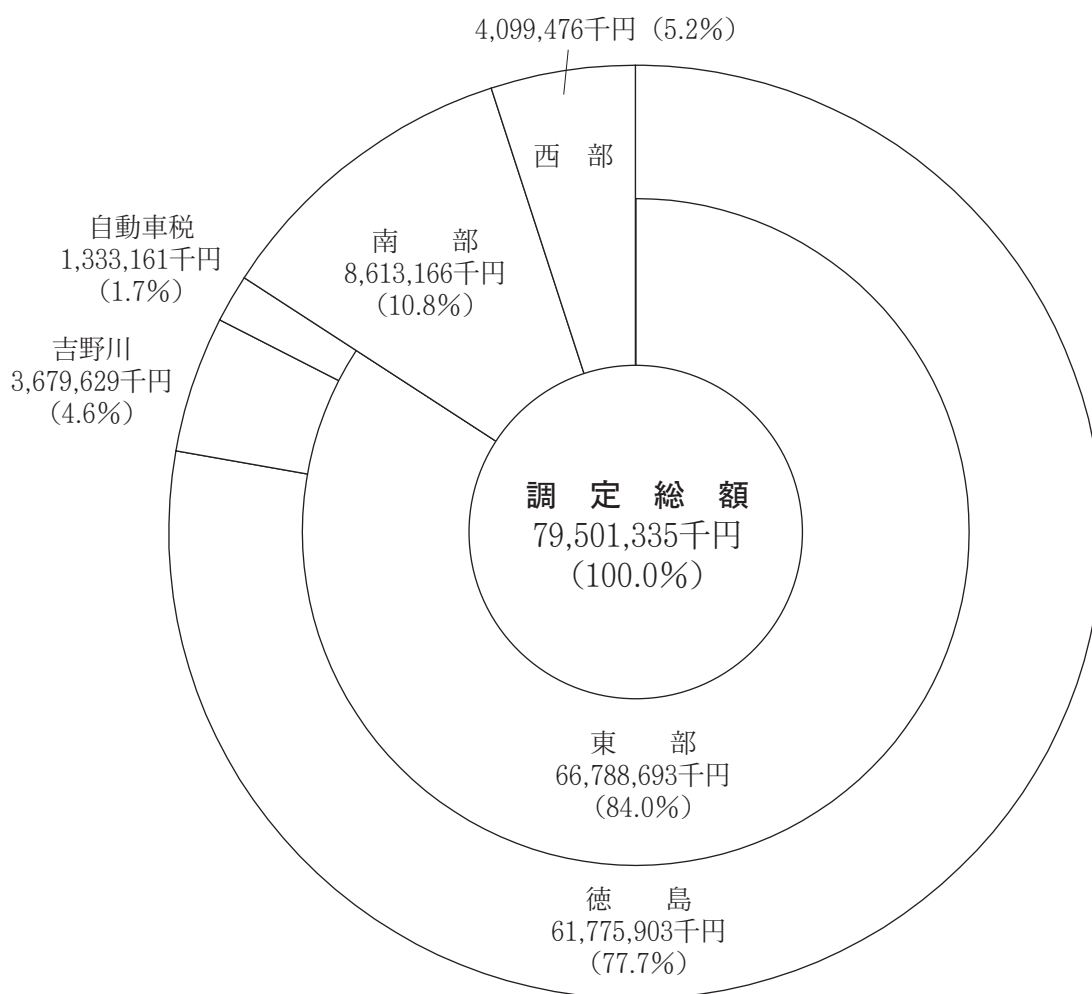 4,099,476千円（5.2%）
西　部
自動車税
1,333,161千円
（1.7%）
南　　部
8,613,166千円
（10.8%）
吉野川
3,679,629千円
（4.6%）
調　定　総　額
79,501,335千円
（100.0%）
東　　部
66,788,693千円
（84.0%）
徳　　島
61,775,903千円
（77.7%）